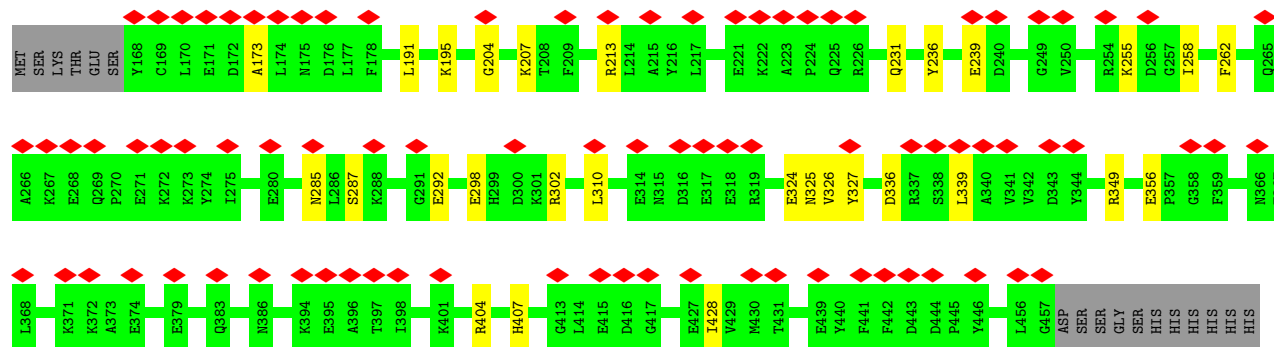 MET SER LYS THR GLU SER Y168 C169 L170 E171 D172 A173 L174 N175 D176 L177 F178 L191 K195 G204 K207 T208 F209 R213 L214 A215 Y216 L217 E221 K222 A223 P224 Q225 R226 Q231 Y236 E239 D240 G249 V250 R254 K255 D256 G257 I258 F262 Q265
A266 K267 E268 Q269 P270 E271 K272 K273 Y274 I275 E280 N285 L286 S287 K288 G291 E292 E298 H299 D300 K301 R302 L310 E314 N315 D316 E317 E318 R319 E324 N325 V326 Y327 D336 R337 S338 L339 A340 V341 V342 D343 Y344 R349 E356 P357 G358 F359 N366
L368 K371 K372 A373 E374 E379 Q383 N386 K394 E395 A396 T397 I398 K401 R404 H407 G413 L414 E415 D416 G417 E427 I428 V429 M430 T431 E439 Y440 F441 F442 D443 D444 P445 Y446 L456 G457 ASP SER SER GLY SER HIS HIS HIS HIS HIS HIS